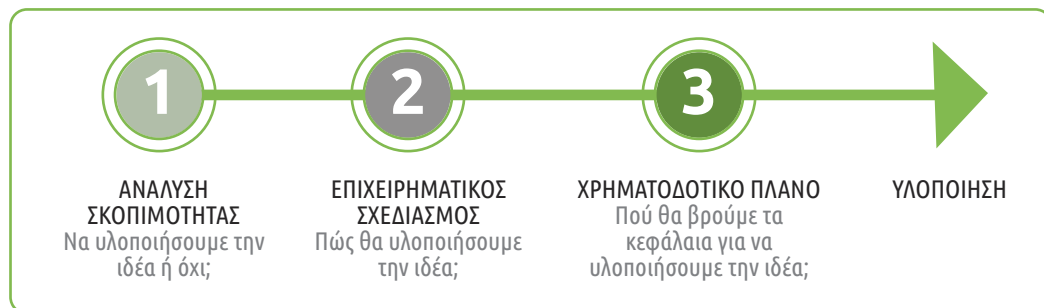 1
2
3
ΑΝΑΛΥΣΗ
ΣΚΟΠΙΜΟΤΗΤΑΣ
Να υλοποιήσουμε την
ιδέα ή όχι;
ΕΠΙΧΕΙΡΗΜΑΤΙΚΟΣ
ΣΧΕΔΙΑΣΜΟΣ
Πώς θα υλοποιήσουμε
την ιδέα;
ΧΡΗΜΑΤΟΔΟΤΙΚΟ ΠΛΑΝΟ
Πού θα βρούμε τα
κεφάλαια για να
υλοποιήσουμε την ιδέα;
ΥΛΟΠΟΙΗΣΗ